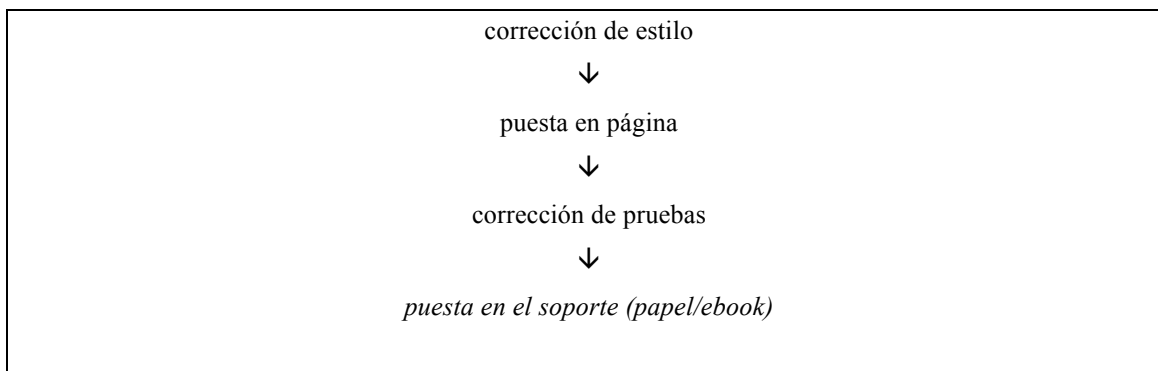 corrección de estilo
↓
puesta en página
↓
corrección de pruebas
↓
puesta en el soporte (papel/ebook)